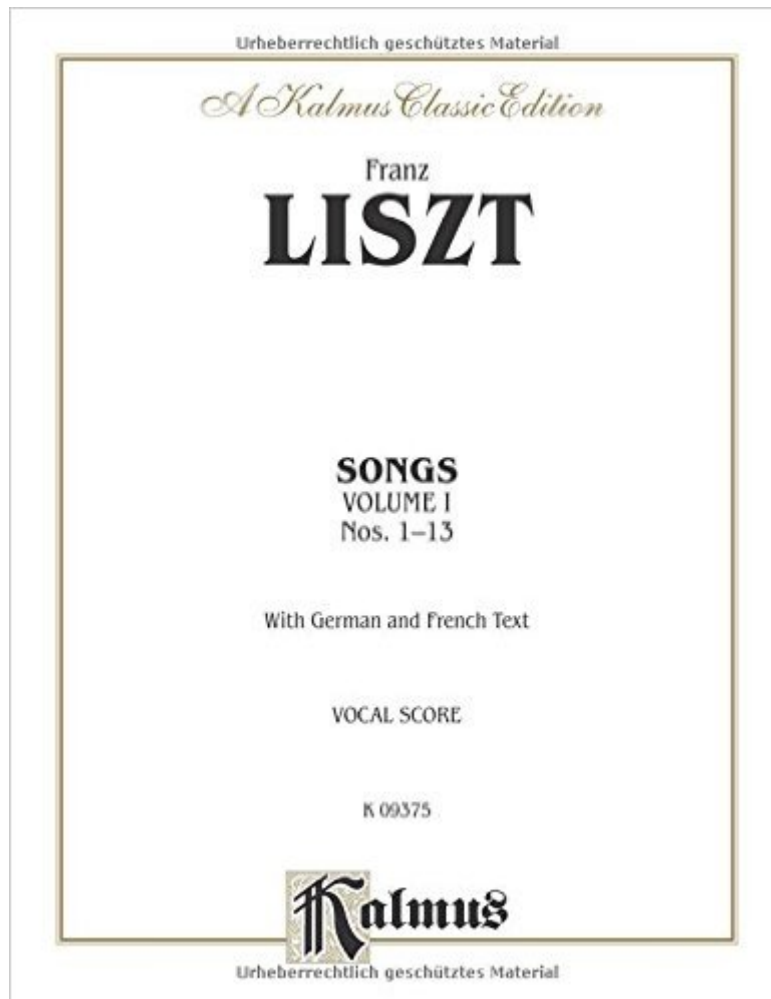 Urheberrechtlich geschütztes Material
A Kalmus Classic Edition
Franz
LISZT
SONGS
VOLUME I
Nos. 1–13
With German and French Text
VOCAL SCORE
K 09375
Kalmus
Urheberrechtlich geschütztes Material